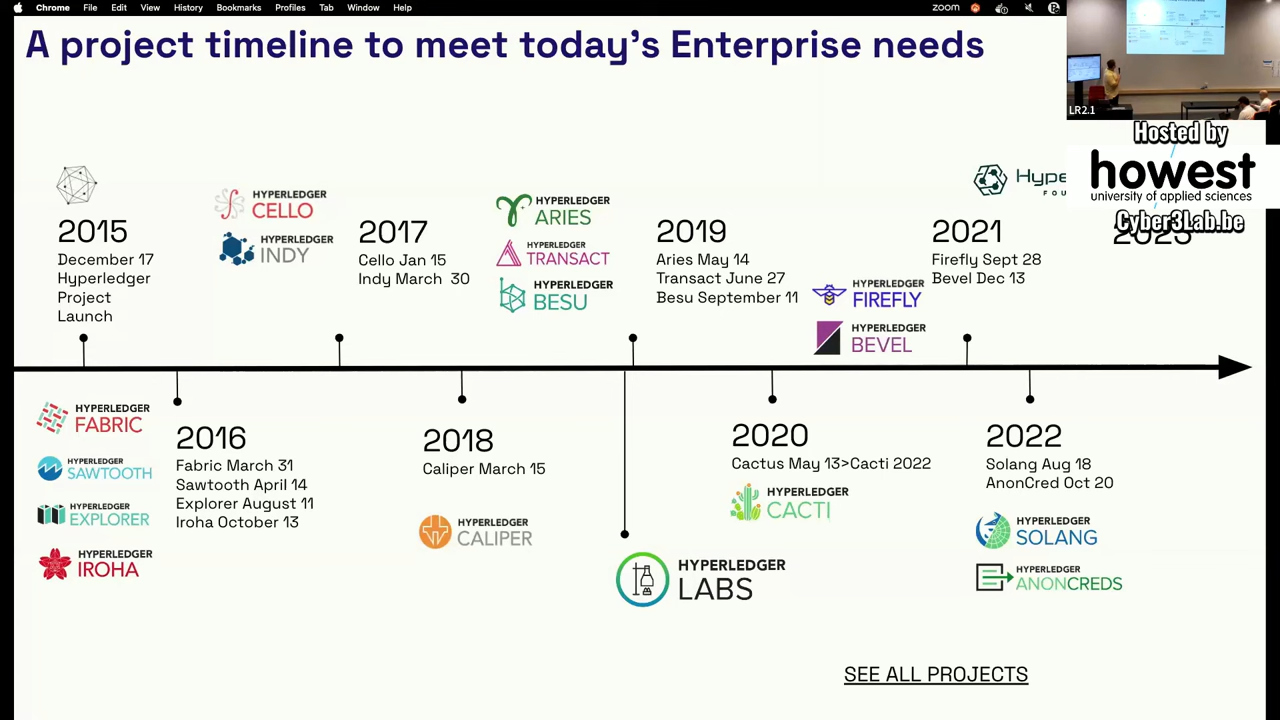 Chrome File Edit View History Bookmarks Profiles Tab Window Help zoom
A project timeline to meet today's Enterprise needs
LR2.1
Hosted by
howest
university of applied sciences
Cyber3Lab.be
2015
December 17
Hyperledger
Project
Launch
HYPERLEDGER
CELLO
HYPERLEDGER
INDY
2017
Cello Jan 15
Indy March 30
HYPERLEDGER
ARIES
HYPERLEDGER
TRANSACT
HYPERLEDGER
BESU
2019
Aries May 14
Transact June 27
Besu September 11
HYPERLEDGER
FIREFLY
HYPERLEDGER
BEVEL
2021
Firefly Sept 28
Bevel Dec 13
Hype
FOU
2023
HYPERLEDGER
FABRIC
HYPERLEDGER
SAWTOOTH
HYPERLEDGER
EXPLORER
HYPERLEDGER
IROHA
2016
Fabric March 31
Sawtooth April 14
Explorer August 11
Iroha October 13
2018
Caliper March 15
HYPERLEDGER
CALIPER
HYPERLEDGER
LABS
2020
Cactus May 13>Cacti 2022
HYPERLEDGER
CACTI
2022
Solang Aug 18
AnonCred Oct 20
HYPERLEDGER
SOLANG
HYPERLEDGER
ANONCREDS
SEE ALL PROJECTS